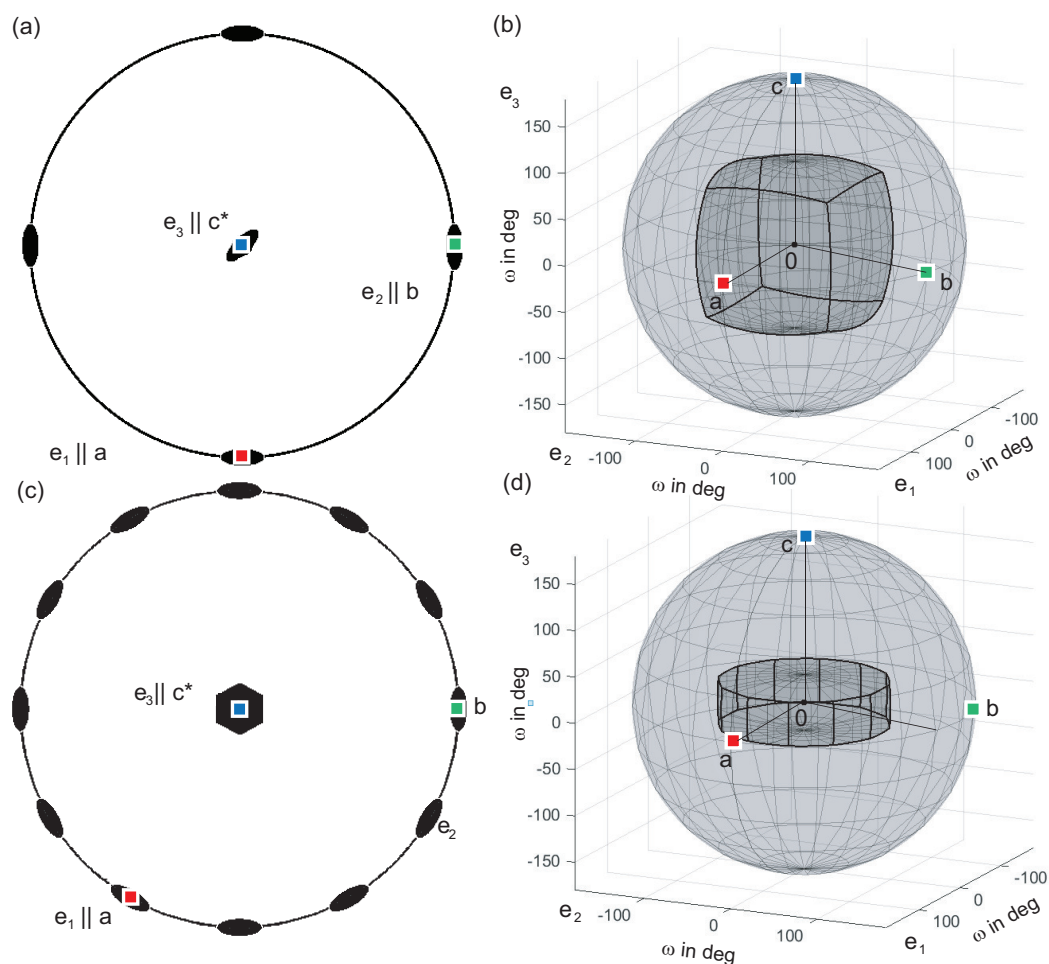 (a)
e₃ || c*
e₂ || b
e₁ || a
(b)
e₃
c
150
100
50
0
-50
-100
-150
ω in deg
0
a
b
e₂
-100
0
100
ω in deg
e₁
100
0
-100
ω in deg
(c)
e₃ || c*
b
e₂
e₁ || a
(d)
e₃
c
150
100
50
0
-50
-100
-150
ω in deg
0
a
b
e₂
-100
0
100
ω in deg
e₁
100
0
-100
ω in deg